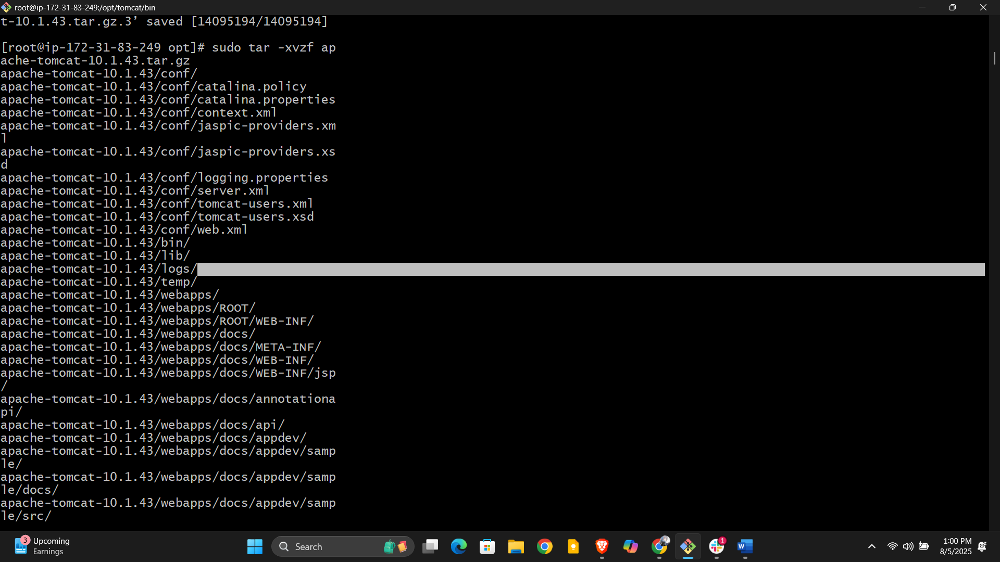 root@ip-172-31-83-249:/opt/tomcat/bin
t-10.1.43.tar.gz.3’ saved [14095194/14095194]
[root@ip-172-31-83-249 opt]# sudo tar -xvzf ap
ache-tomcat-10.1.43.tar.gz
apache-tomcat-10.1.43/conf/
apache-tomcat-10.1.43/conf/catalina.policy
apache-tomcat-10.1.43/conf/catalina.properties
apache-tomcat-10.1.43/conf/context.xml
apache-tomcat-10.1.43/conf/jaspic-providers.xm
l
apache-tomcat-10.1.43/conf/jaspic-providers.xs
d
apache-tomcat-10.1.43/conf/logging.properties
apache-tomcat-10.1.43/conf/server.xml
apache-tomcat-10.1.43/conf/tomcat-users.xml
apache-tomcat-10.1.43/conf/tomcat-users.xsd
apache-tomcat-10.1.43/conf/web.xml
apache-tomcat-10.1.43/bin/
apache-tomcat-10.1.43/lib/
apache-tomcat-10.1.43/logs/
apache-tomcat-10.1.43/temp/
apache-tomcat-10.1.43/webapps/
apache-tomcat-10.1.43/webapps/ROOT/
apache-tomcat-10.1.43/webapps/ROOT/WEB-INF/
apache-tomcat-10.1.43/webapps/docs/
apache-tomcat-10.1.43/webapps/docs/META-INF/
apache-tomcat-10.1.43/webapps/docs/WEB-INF/
apache-tomcat-10.1.43/webapps/docs/WEB-INF/jsp
/
apache-tomcat-10.1.43/webapps/docs/annotationa
pi/
apache-tomcat-10.1.43/webapps/docs/api/
apache-tomcat-10.1.43/webapps/docs/appdev/
apache-tomcat-10.1.43/webapps/docs/appdev/samp
le/
apache-tomcat-10.1.43/webapps/docs/appdev/samp
le/docs/
apache-tomcat-10.1.43/webapps/docs/appdev/samp
le/src/
3
Upcoming
Earnings
Search
1
W
1:00 PM
8/5/2025